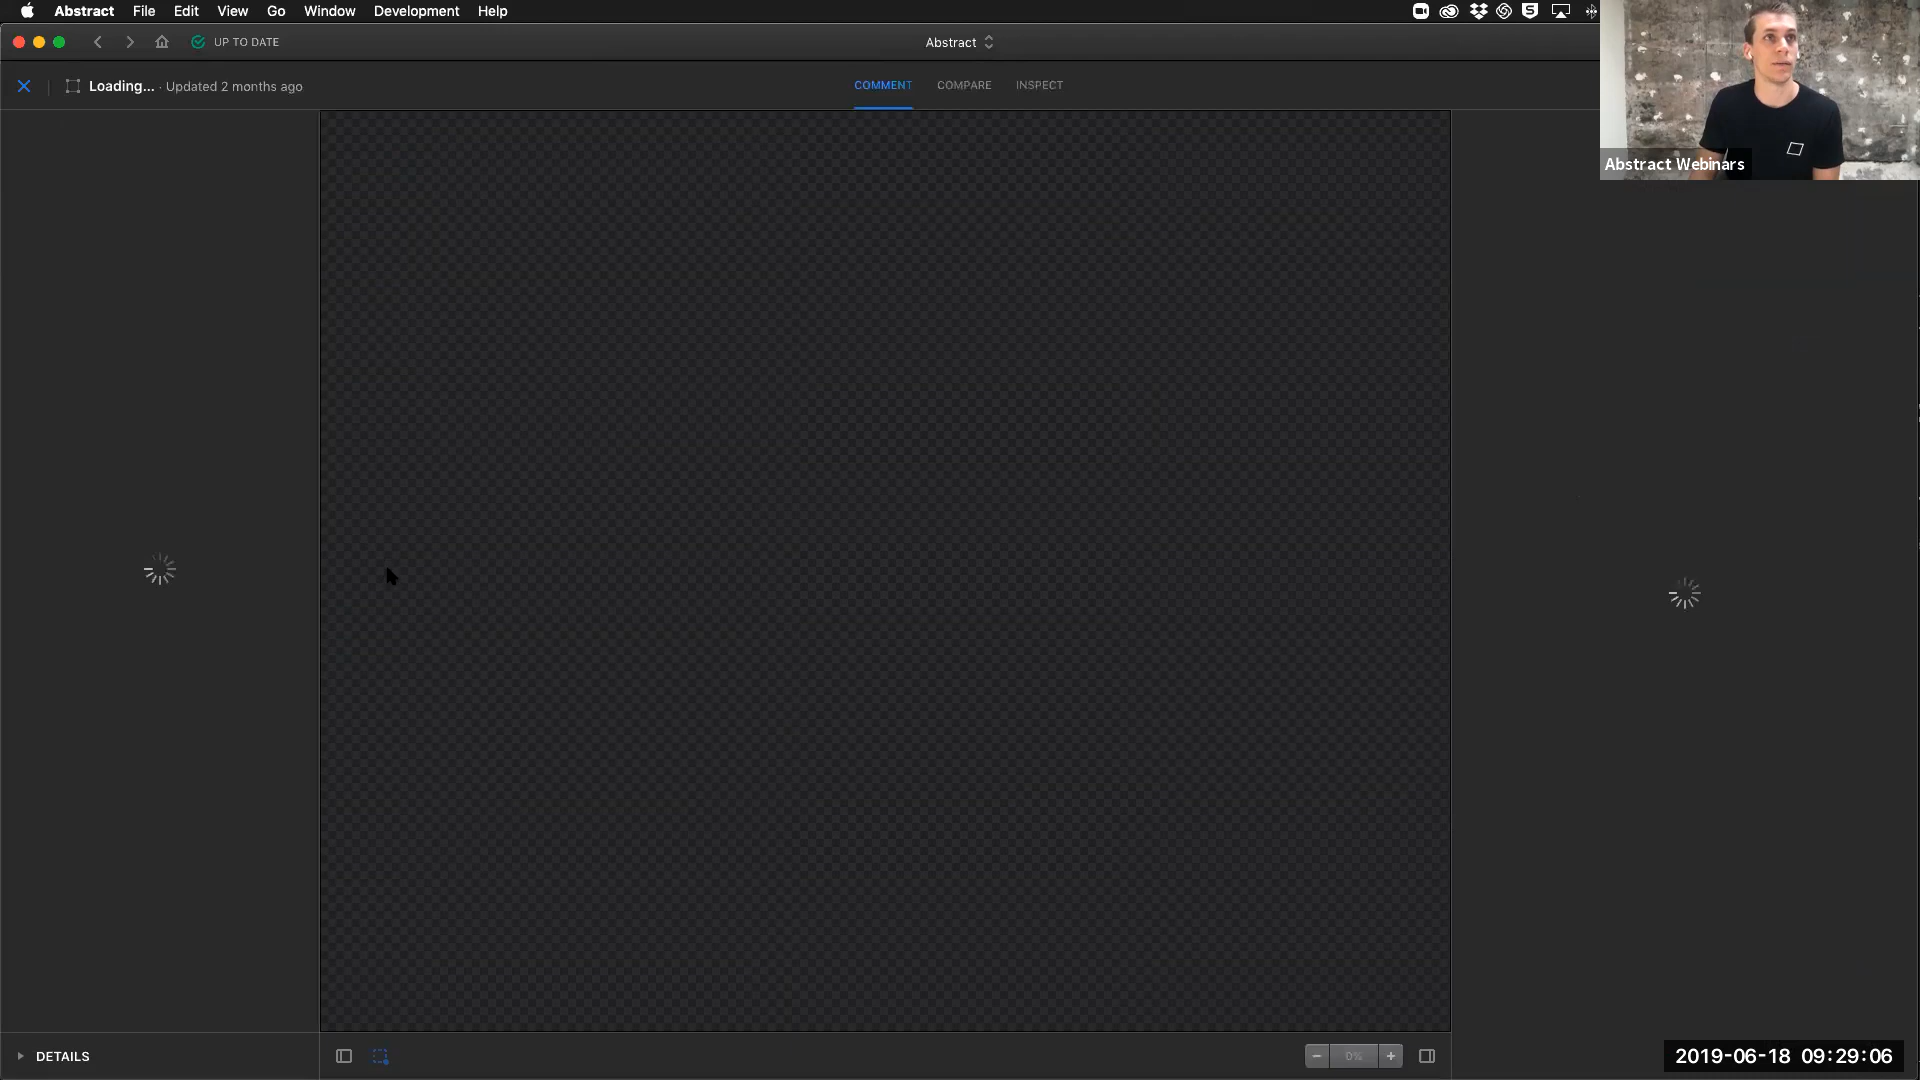 Abstract File Edit View Go Window Development Help
UP TO DATE
Abstract
Loading... · Updated 2 months ago
COMMENT COMPARE INSPECT
Abstract Webinars
DETAILS
0%
2019-06-18 09:29:06